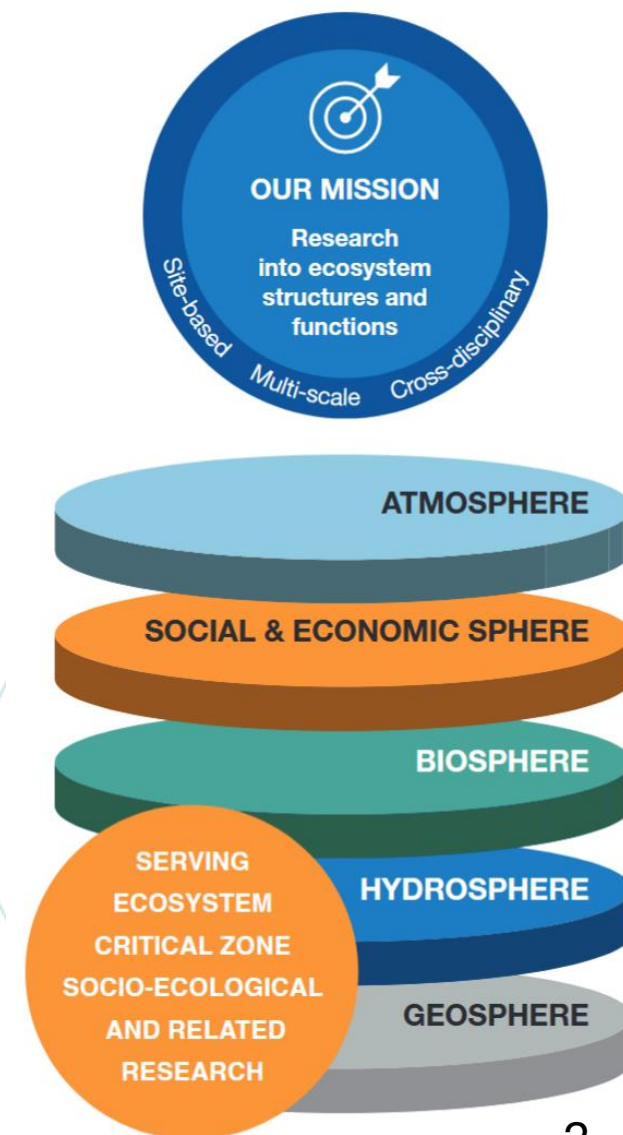 OUR MISSION
Research
into ecosystem
structures and
functions
Site-based Multi-scale Cross-disciplinary
ATMOSPHERE
SOCIAL & ECONOMIC SPHERE
BIOSPHERE
HYDROSPHERE
GEOSPHERE
SERVING
ECOSYSTEM
CRITICAL ZONE
SOCIO-ECOLOGICAL
AND RELATED
RESEARCH